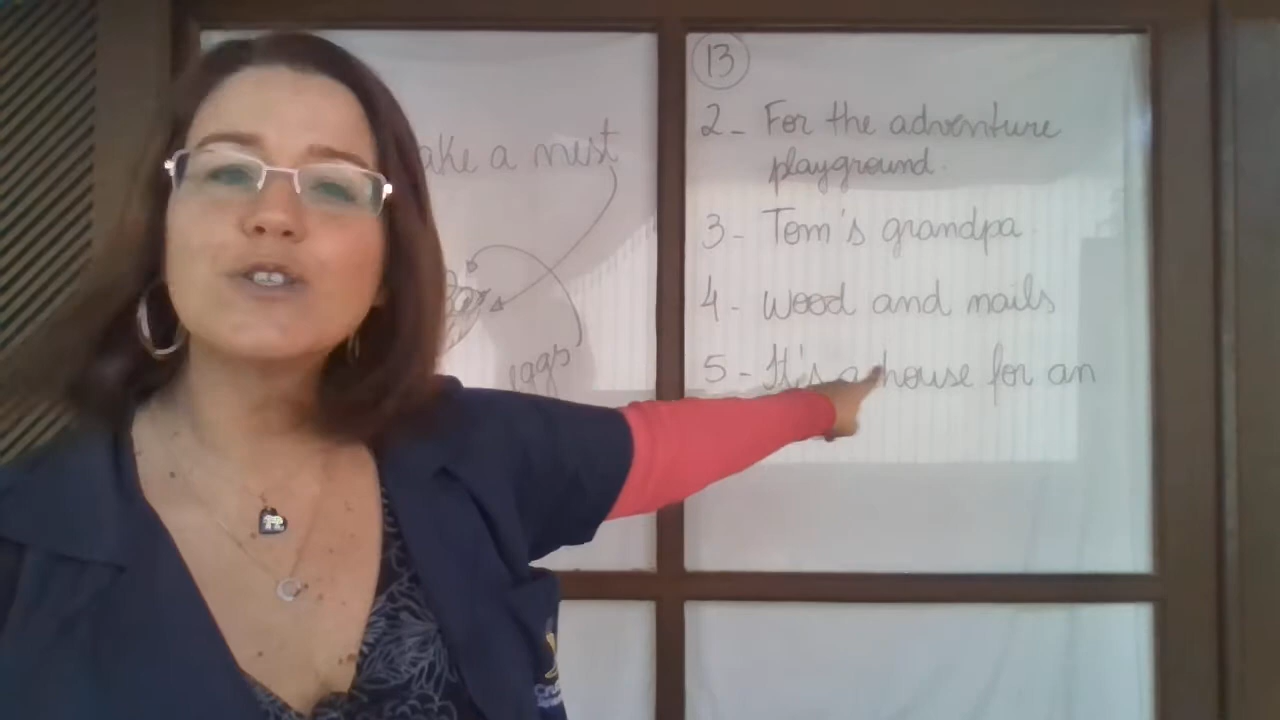 ake a nest
eggs
13
2- For the adventure
playground.
3- Tom's grandpa.
4- Wood and nails
5- It's a house for an